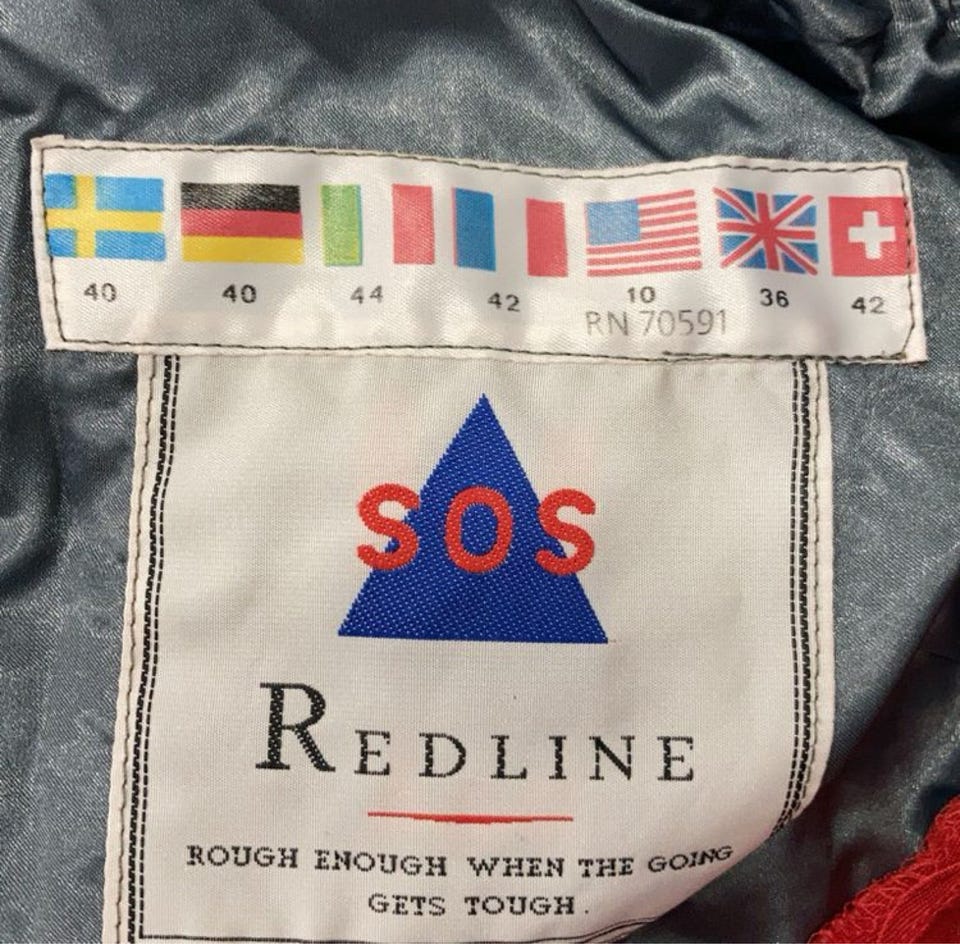 40 40 44 42 10 36 42
RN 70591
SOS
REDLINE
ROUGH ENOUGH WHEN THE GOING
GETS TOUGH.